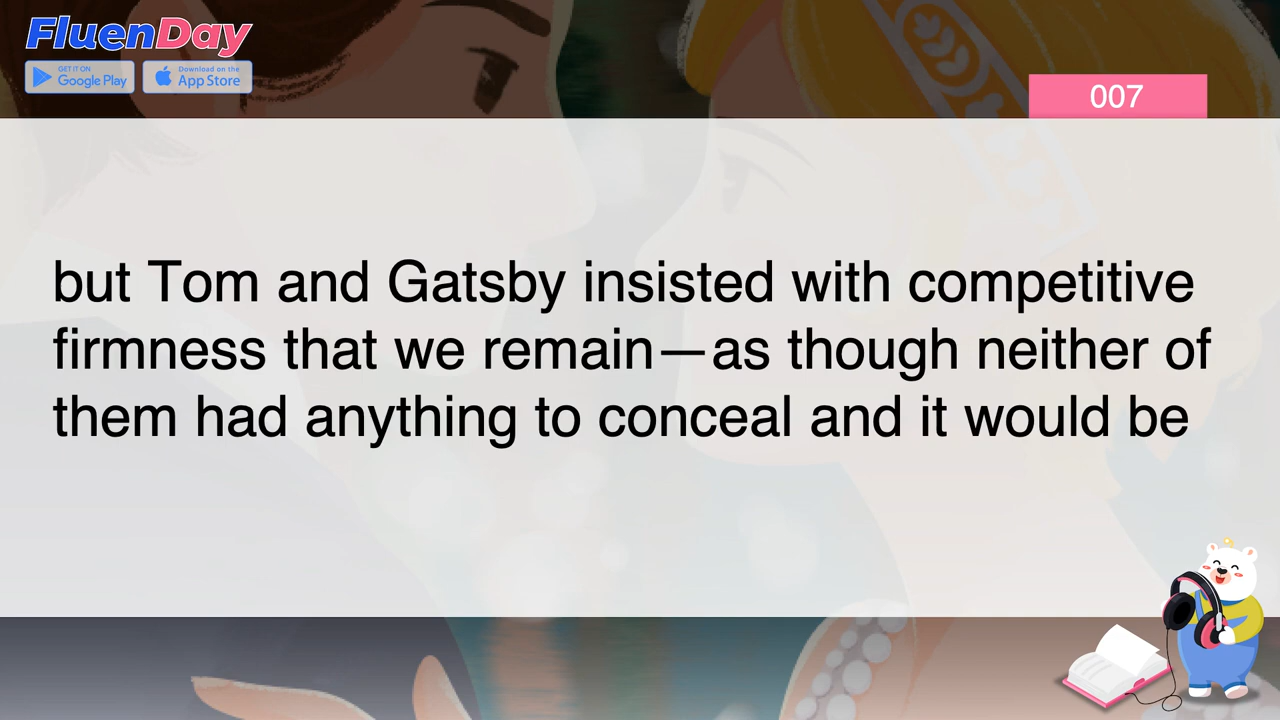 FluenDay
GET IT ON
Google Play
Download on the
App Store
007
but Tom and Gatsby insisted with competitive
firmness that we remain—as though neither of
them had anything to conceal and it would be